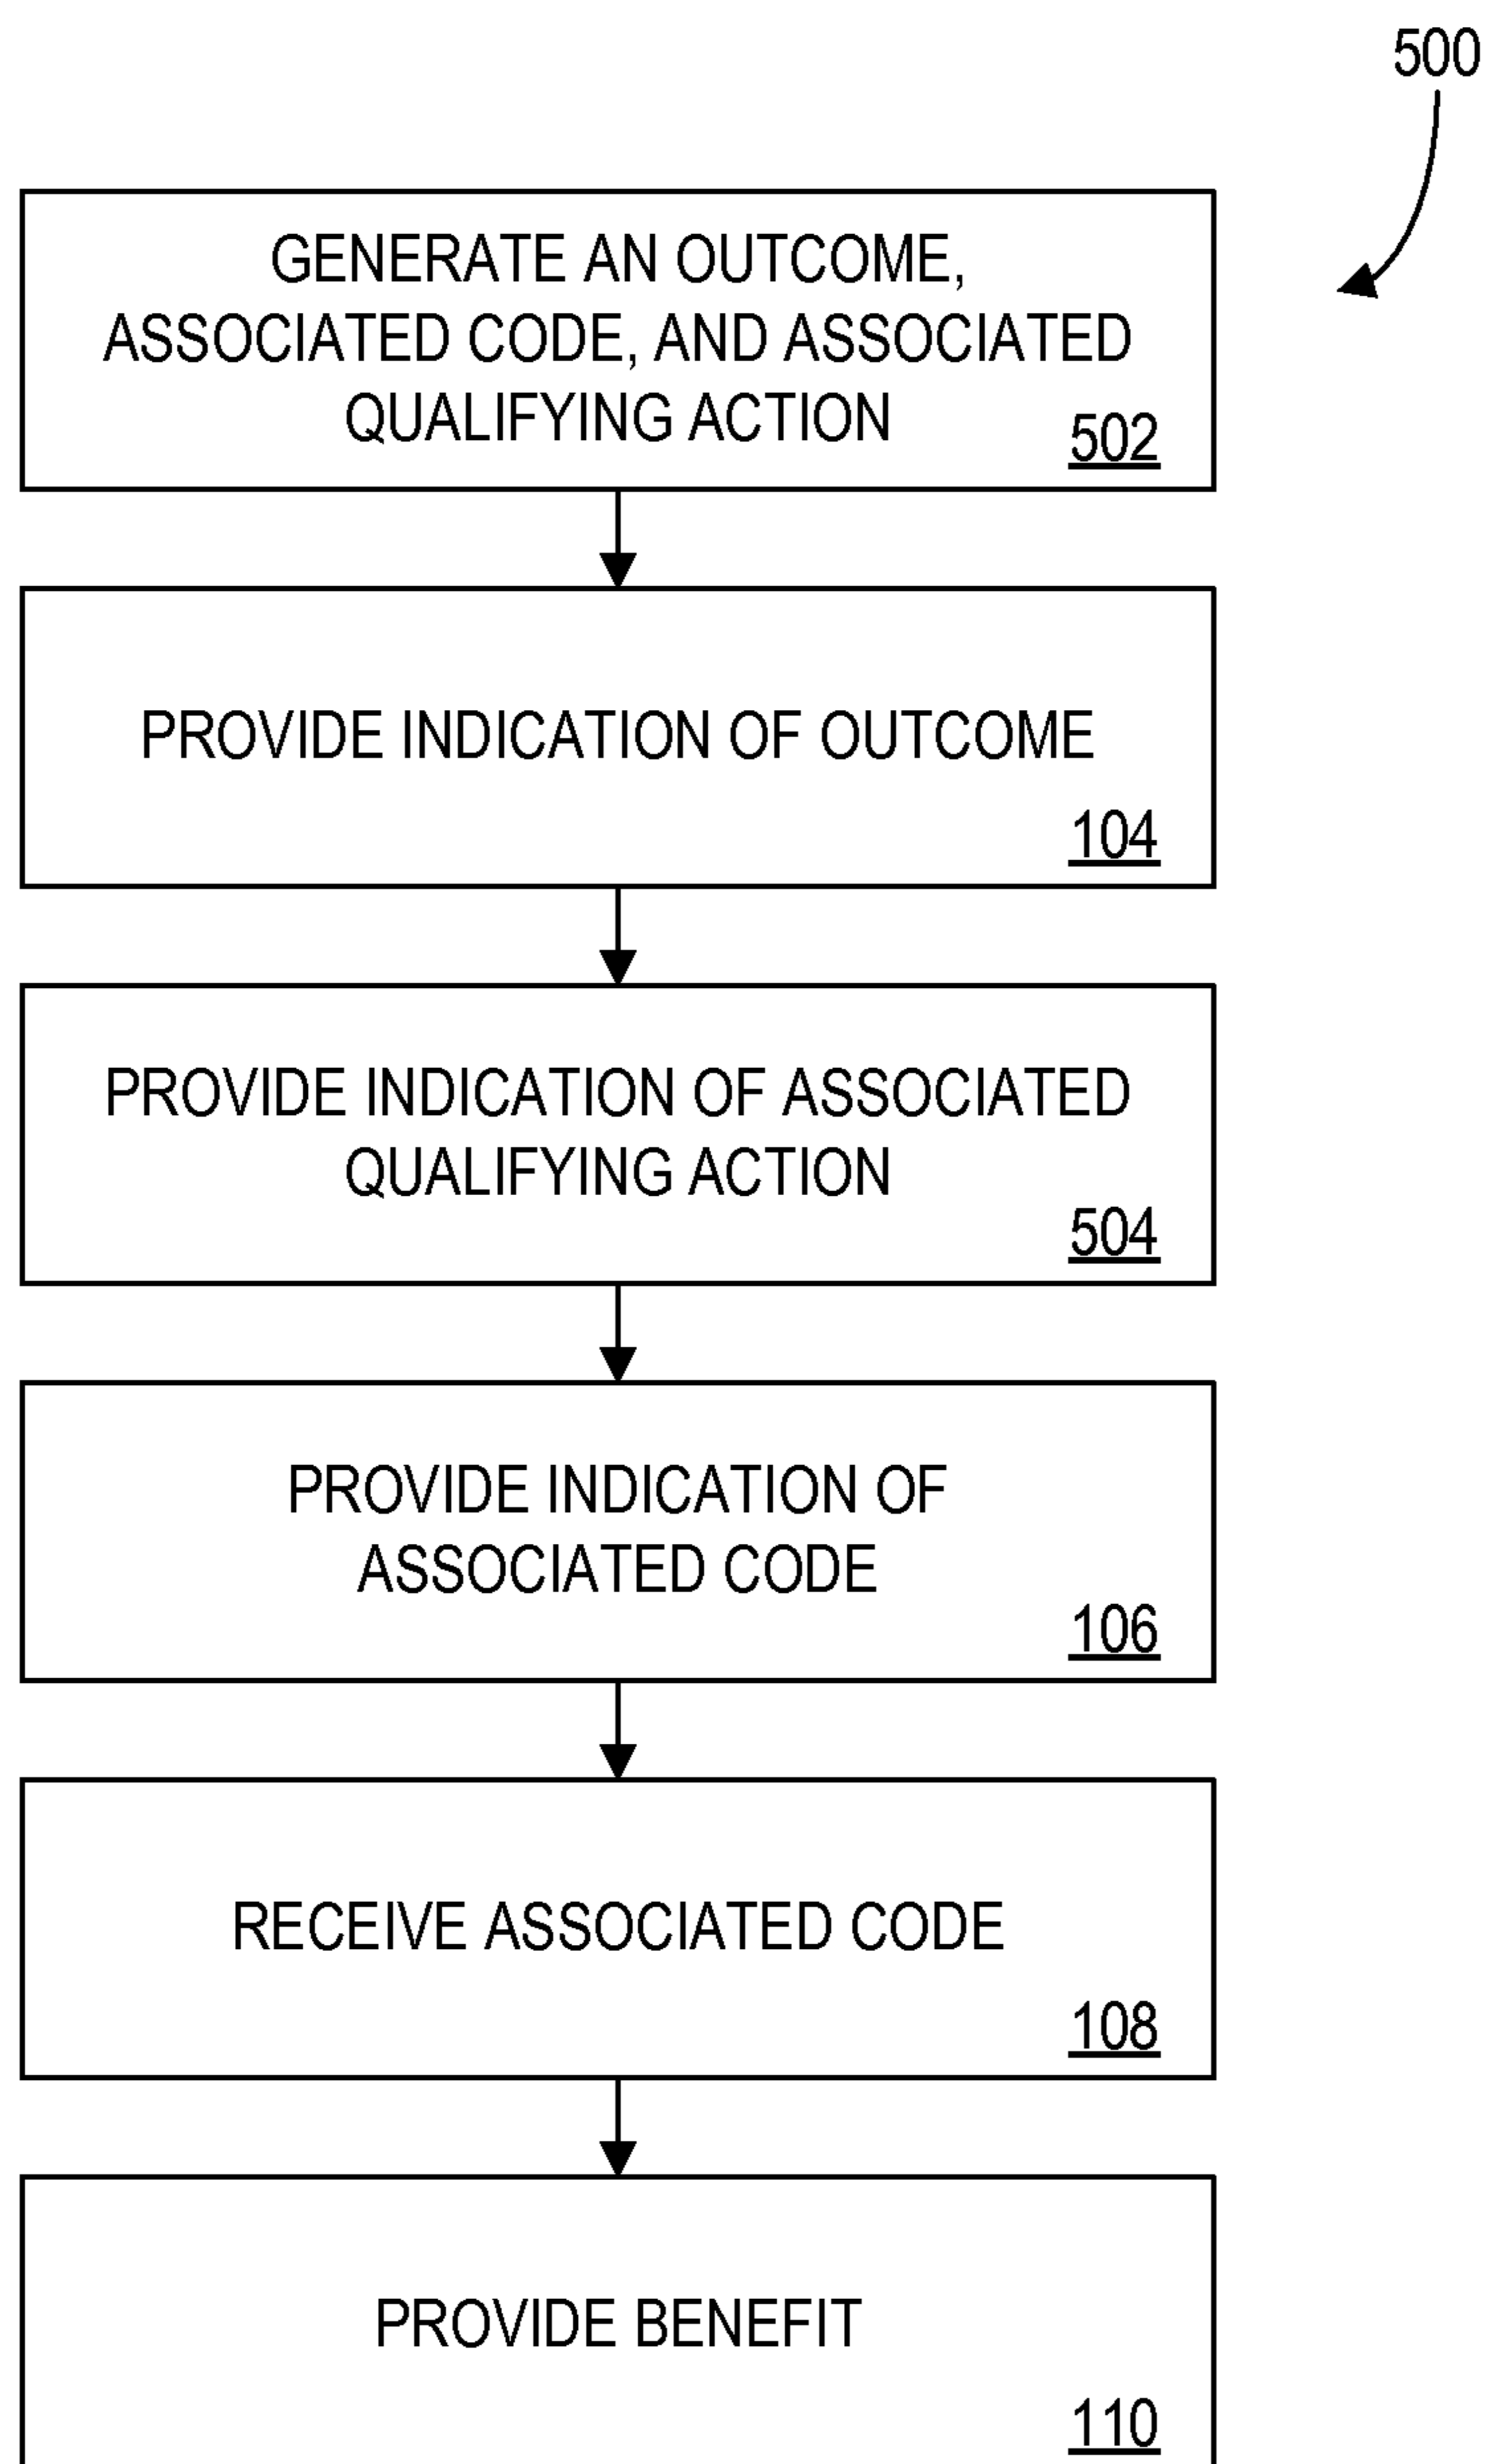 500
GENERATE AN OUTCOME,
ASSOCIATED CODE, AND ASSOCIATED
QUALIFYING ACTION
502
PROVIDE INDICATION OF OUTCOME
104
PROVIDE INDICATION OF ASSOCIATED
QUALIFYING ACTION
504
PROVIDE INDICATION OF
ASSOCIATED CODE
106
RECEIVE ASSOCIATED CODE
108
PROVIDE BENEFIT
110